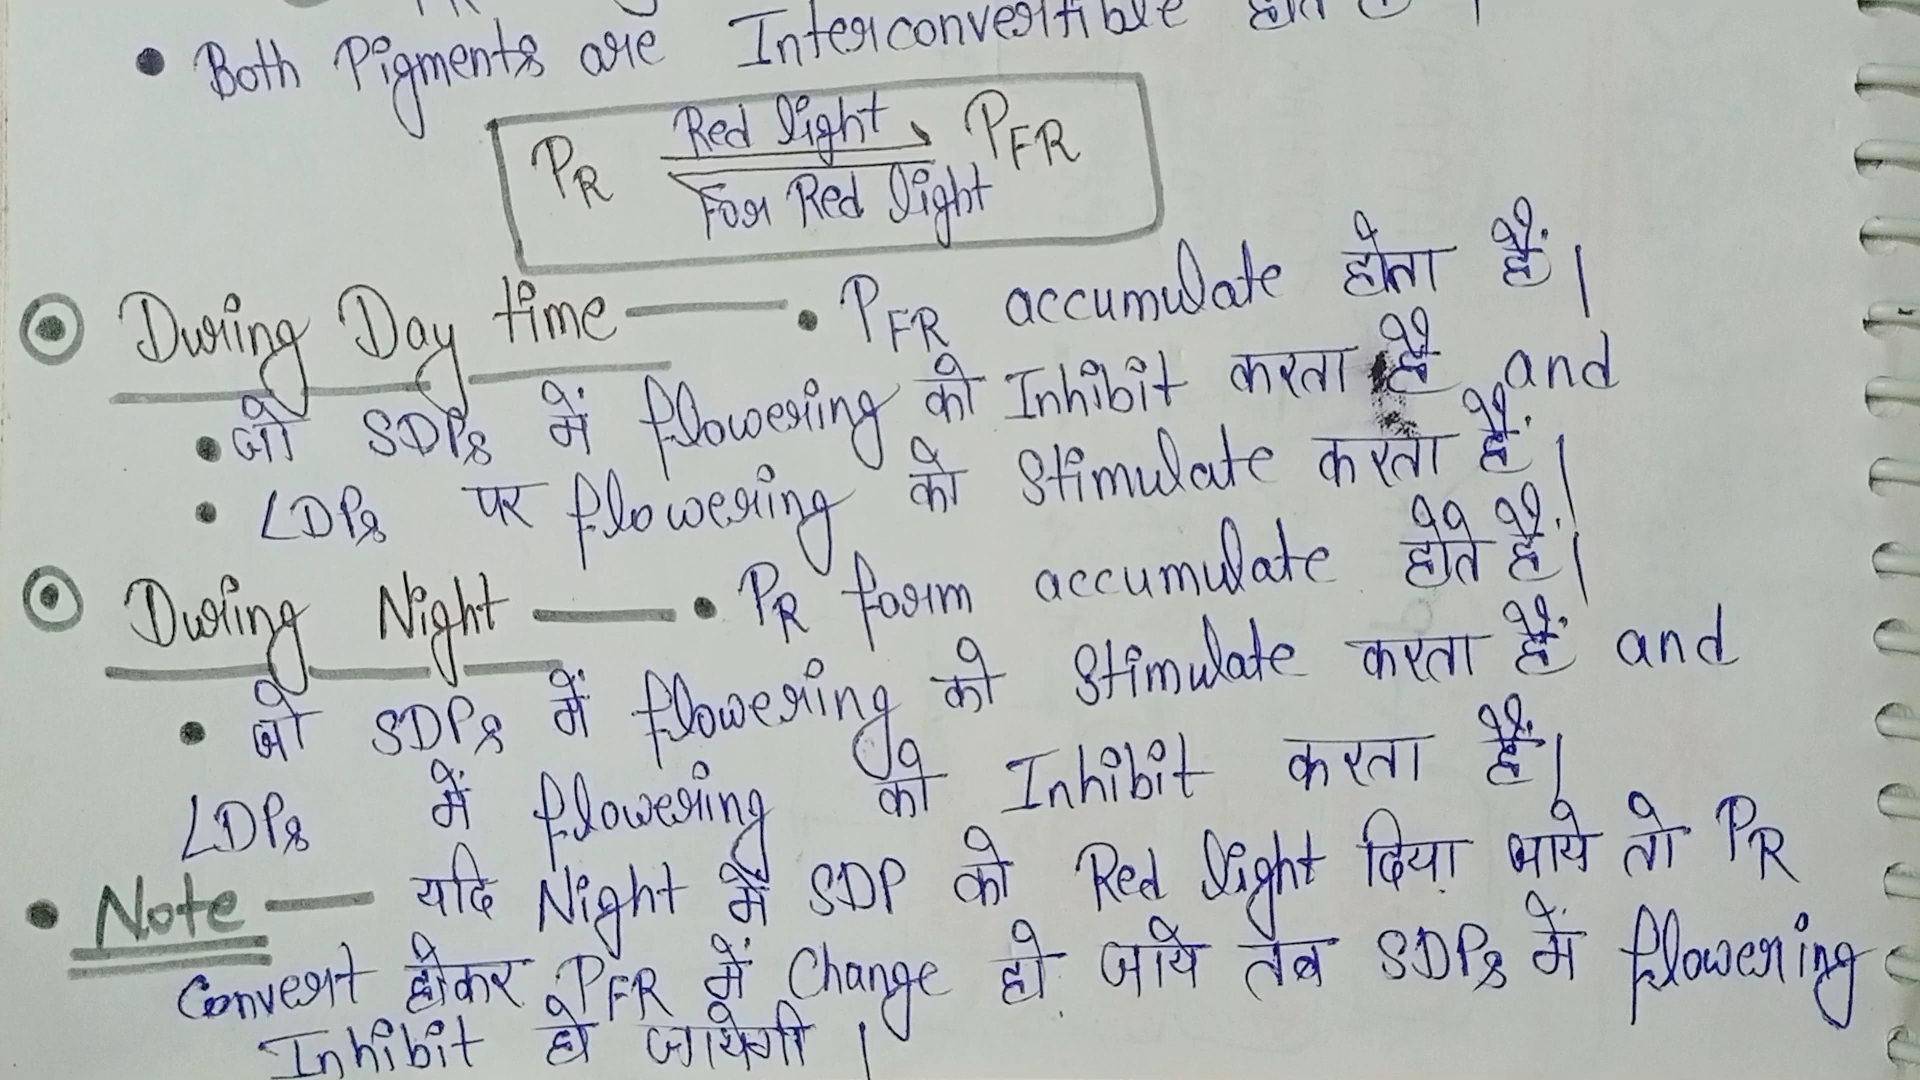 • Both Pigments are Interconvertible होते है |
PR Red light PFR
Far Red light
During Day time — • PFR accumulate होता हैं |
• जो SDPs में flowering को Inhibit करता है and
• LDPs पर flowering को Stimulate करता हैं |
During Night — • PR form accumulate होते हैं |
• जो SDPs में flowering को Stimulate करता हैं and
LDPs में flowering को Inhibit करता हैं |
• Note — यदि Night में SDP को Red light दिया जाये तो PR
Convert होकर PFR में Change हो जाये तब SDPs में flowering
Inhibit हो जायेगी |